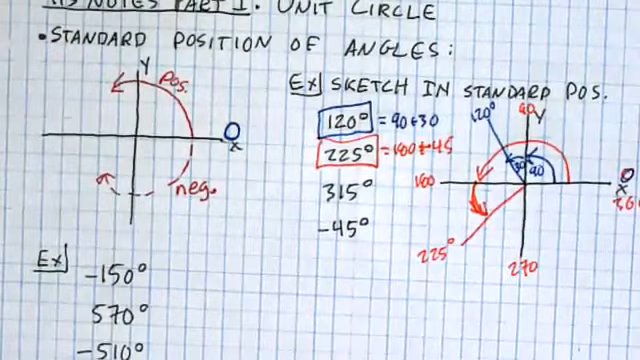 NOTES PART I. UNIT CIRCLE
•STANDARD POSITION OF ANGLES:
Y
POS.
0
X
neg.
Ex| SKETCH IN STANDARD POS.
120° = 90+30
225° = 180+45
315°
-45°
120°
90
Y
30
90
180
0
X
360
225°
270
Ex| -150°
570°
-510°